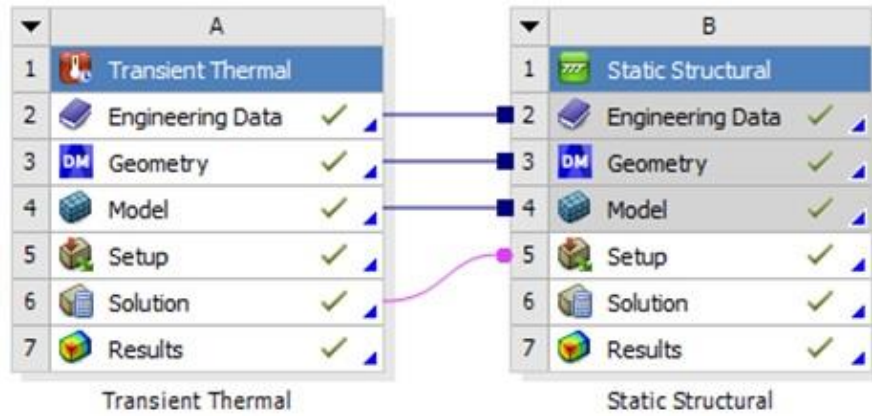 A
1 Transient Thermal
2 Engineering Data
3 DM Geometry
4 Model
5 Setup
6 Solution
7 Results
Transient Thermal
B
1 Static Structural
2 Engineering Data
3 DM Geometry
4 Model
5 Setup
6 Solution
7 Results
Static Structural